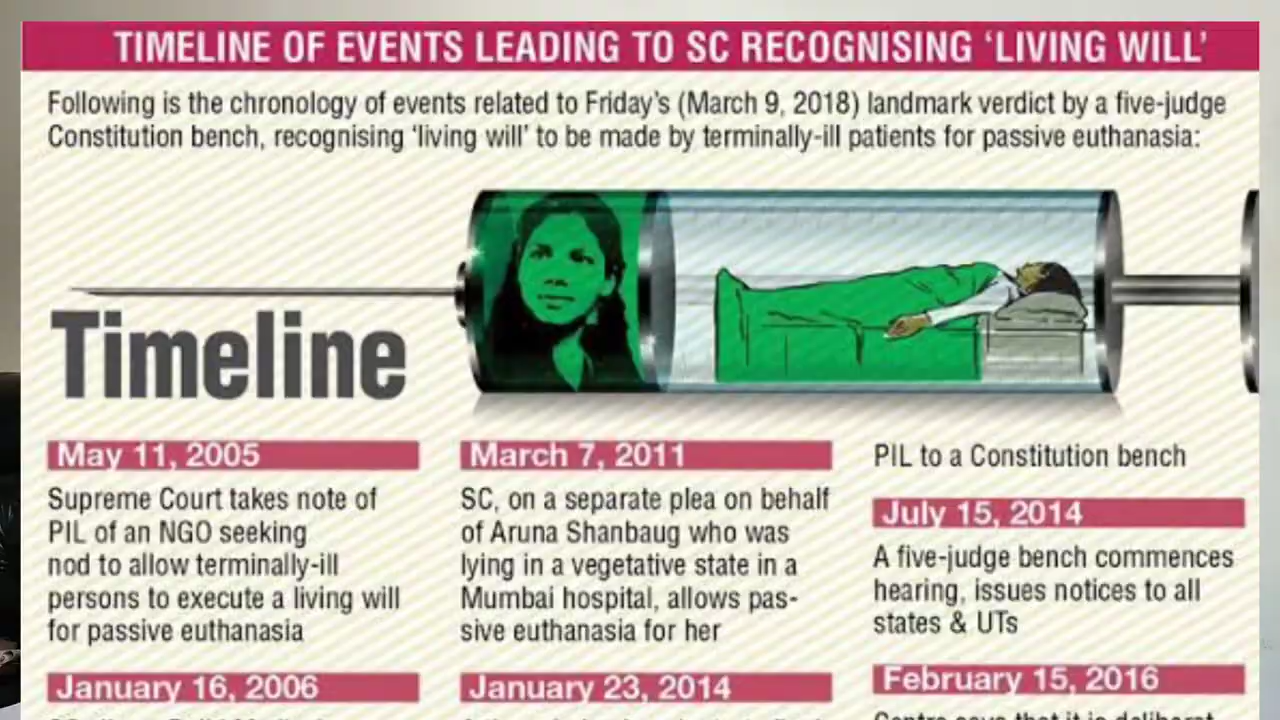 TIMELINE OF EVENTS LEADING TO SC RECOGNISING ‘LIVING WILL’
Following is the chronology of events related to Friday’s (March 9, 2018) landmark verdict by a five-judge
Constitution bench, recognising ‘living will’ to be made by terminally-ill patients for passive euthanasia:
Timeline
May 11, 2005
Supreme Court takes note of
PIL of an NGO seeking
nod to allow terminally-ill
persons to execute a living will
for passive euthanasia
January 16, 2006
March 7, 2011
SC, on a separate plea on behalf
of Aruna Shanbaug who was
lying in a vegetative state in a
Mumbai hospital, allows pas-
sive euthanasia for her
January 23, 2014
PIL to a Constitution bench
July 15, 2014
A five-judge bench commences
hearing, issues notices to all
states & UTs
February 15, 2016
Centre says that it is deliberat-